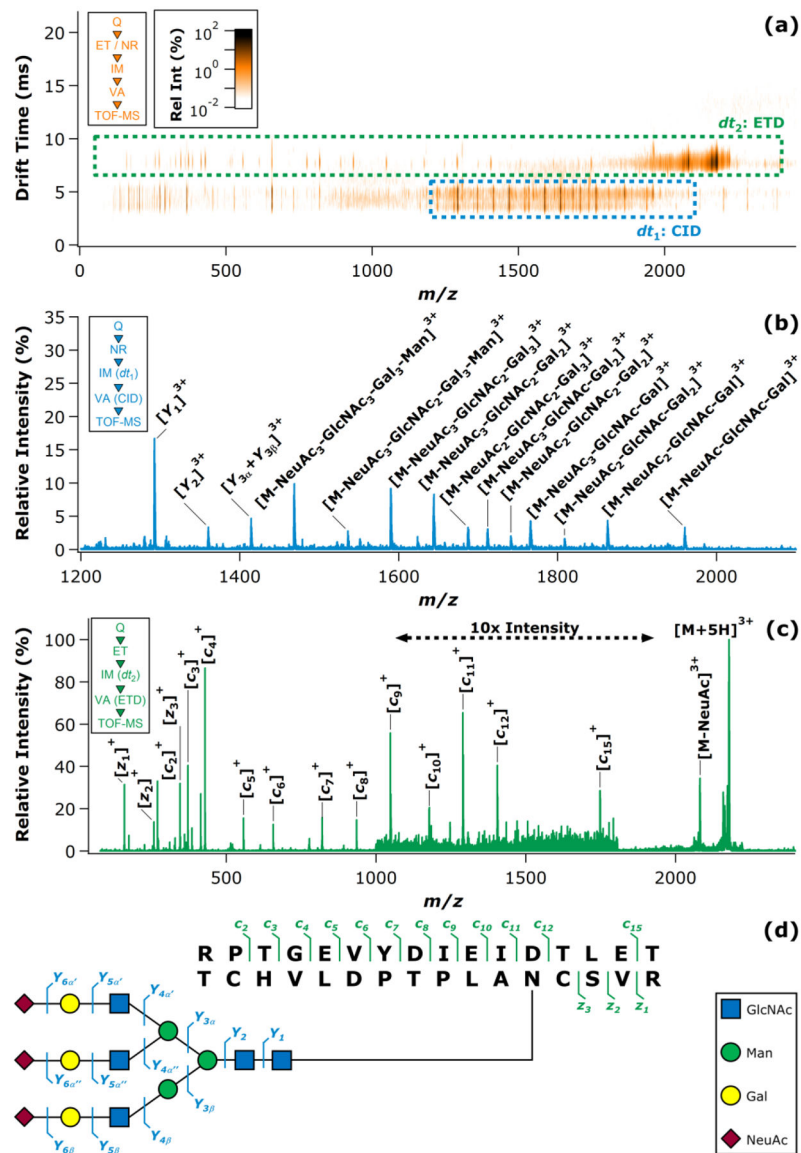 (a)
Q
ET / NR
IM
VA
TOF-MS
Rel Int (%)
10²
10⁰
10⁻²
Drift Time (ms)
20
15
10
5
0
dt₂: ETD
dt₁: CID
0 500 1000 1500 2000
m/z
(b)
Q
NR
IM (dt₁)
VA (CID)
TOF-MS
Relative Intensity (%)
35
30
25
20
15
10
5
0
[Y₁]³⁺
[Y₂]³⁺
[Y₃α+Y₃β]³⁺
[M-NeuAc₃-GlcNAc₃-Gal₃-Man]³⁺
[M-NeuAc₃-GlcNAc₂-Gal₃-Man]³⁺
[M-NeuAc₃-GlcNAc₂-Gal₃]³⁺
[M-NeuAc₃-GlcNAc₂-Gal₂]³⁺
[M-NeuAc₂-GlcNAc₂-Gal₃]³⁺
[M-NeuAc₃-GlcNAc-Gal₂]³⁺
[M-NeuAc₂-GlcNAc₂-Gal₂]³⁺
[M-NeuAc₃-GlcNAc-Gal]³⁺
[M-NeuAc₂-GlcNAc-Gal₂]³⁺
[M-NeuAc₂-GlcNAc-Gal]³⁺
[M-NeuAc-GlcNAc-Gal]³⁺
1200 1400 1600 1800 2000
m/z
(c)
Q
ET
IM (dt₂)
VA (ETD)
TOF-MS
Relative Intensity (%)
100
80
60
40
20
0
[z₁]⁺
[z₂]⁺
[c₂]⁺
[z₃]⁺
[c₃]⁺
[c₄]⁺
[c₅]⁺
[c₆]⁺
[c₇]⁺
[c₈]⁺
10x Intensity
[c₉]⁺
[c₁₀]⁺
[c₁₁]⁺
[c₁₂]⁺
[c₁₅]⁺
[M-NeuAc]³⁺
[M+5H]³⁺
500 1000 1500 2000
m/z
(d)
c₂ c₃ c₄ c₅ c₆ c₇ c₈ c₉ c₁₀ c₁₁ c₁₂ c₁₅
R P T G E V Y D I E I D T L E T
T C H V L D P T P L A N C S V R
z₃ z₂ z₁
Y₆α' Y₅α' Y₄α' Y₃α Y₂ Y₁
Y₆α'' Y₅α'' Y₄α''
Y₃β
Y₆β Y₅β Y₄β
GlcNAc
Man
Gal
NeuAc